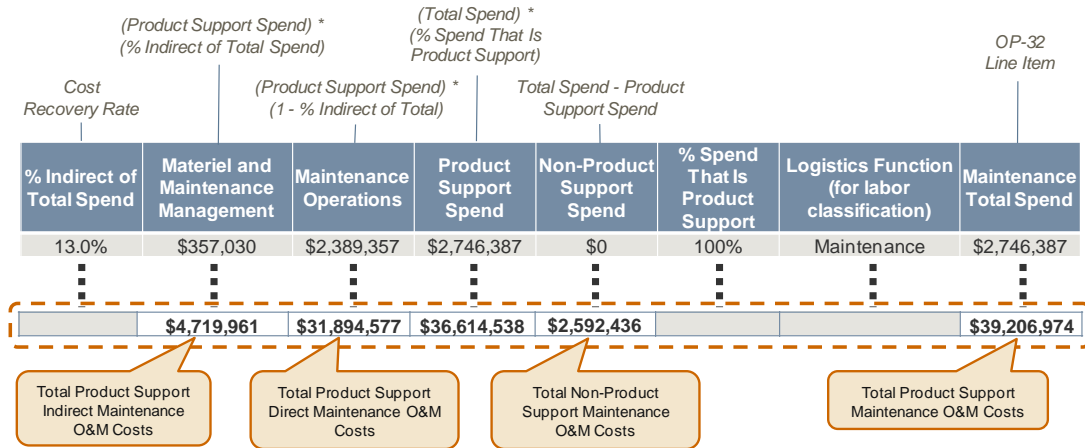 (Product Support Spend) *
(% Indirect of Total Spend)
(Total Spend) *
(% Spend That Is
Product Support)
OP-32
Line Item
Cost
Recovery Rate
(Product Support Spend) *
(1 - % Indirect of Total)
Total Spend - Product
Support Spend
% Indirect of
Total Spend
Materiel and
Maintenance
Management
Maintenance
Operations
Product
Support
Spend
Non-Product
Support
Spend
% Spend
That Is
Product
Support
Logistics Function
(for labor
classification)
Maintenance
Total Spend
13.0% $357,030 $2,389,357 $2,746,387 $0 100% Maintenance $2,746,387
$4,719,961 $31,894,577 $36,614,538 $2,592,436 $39,206,974
Total Product Support
Indirect Maintenance
O&M Costs
Total Product Support
Direct Maintenance O&M
Costs
Total Non-Product
Support Maintenance
O&M Costs
Total Product Support
Maintenance O&M Costs